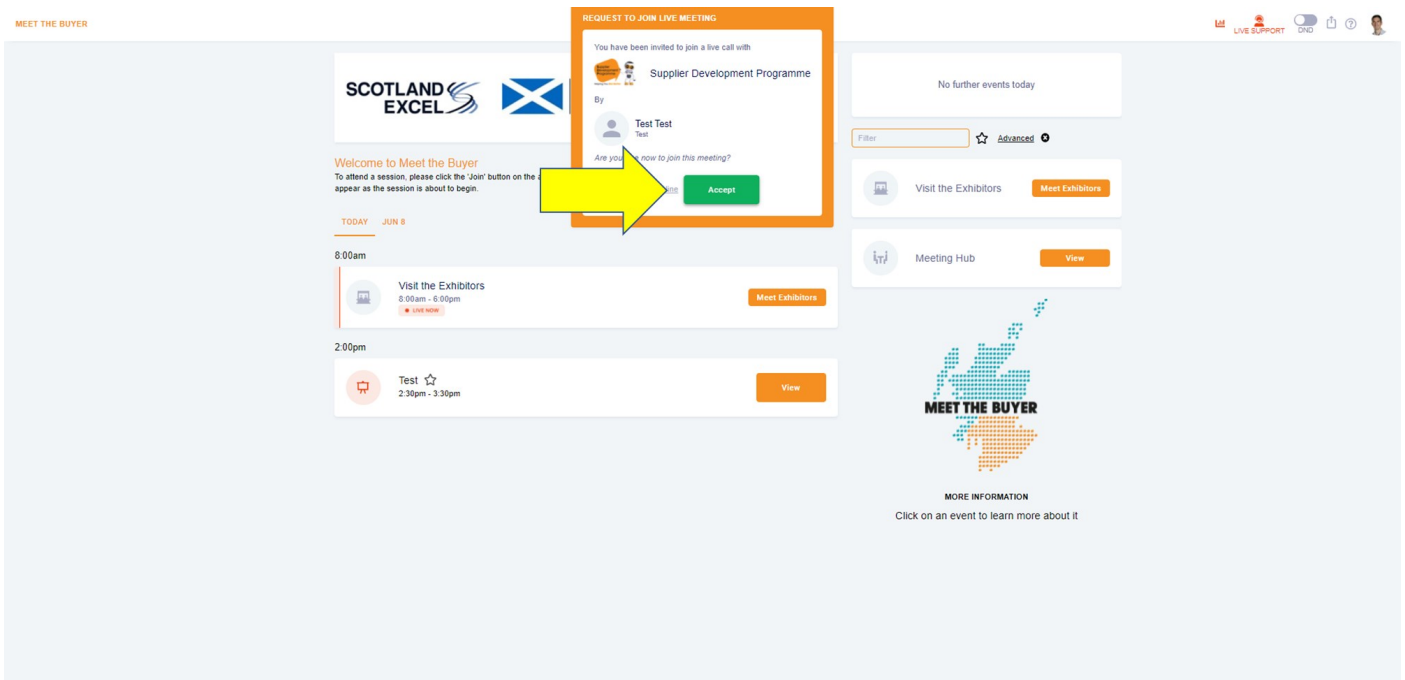 MEET THE BUYER
LIVE SUPPORT
DND
REQUEST TO JOIN LIVE MEETING
You have been invited to join a live call with
Supplier Development Programme
By
Test Test
Test
Are you now to join this meeting?
Accept
SCOTLAND
EXCEL
Welcome to Meet the Buyer
To attend a session, please click the 'Join' button on the
appear as the session is about to begin.
TODAY JUN 8
8:00am
Visit the Exhibitors
8:00am - 6:00pm
LIVE NOW
Meet Exhibitors
2:00pm
Test
2:30pm - 3:30pm
View
No further events today
Filter
Advanced
Visit the Exhibitors
Meet Exhibitors
Meeting Hub
View
MEET THE BUYER
MORE INFORMATION
Click on an event to learn more about it